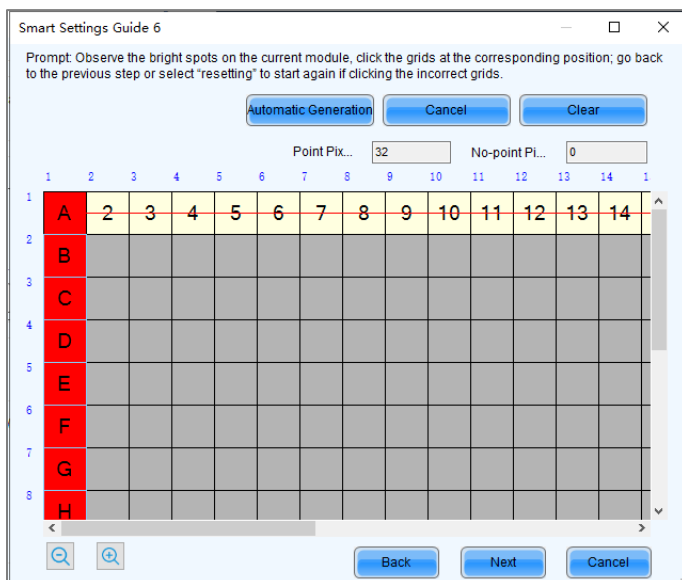 Smart Settings Guide 6
Prompt: Observe the bright spots on the current module, click the grids at the corresponding position; go back
to the previous step or select “resetting” to start again if clicking the incorrect grids.
Automatic Generation Cancel Clear
Point Pix... 32 No-point Pi... 0
1 2 3 4 5 6 7 8 9 10 11 12 13 14 1
1 A 2 3 4 5 6 7 8 9 10 11 12 13 14
2 B
3 C
4 D
5 E
6 F
7 G
8 H
Back Next Cancel